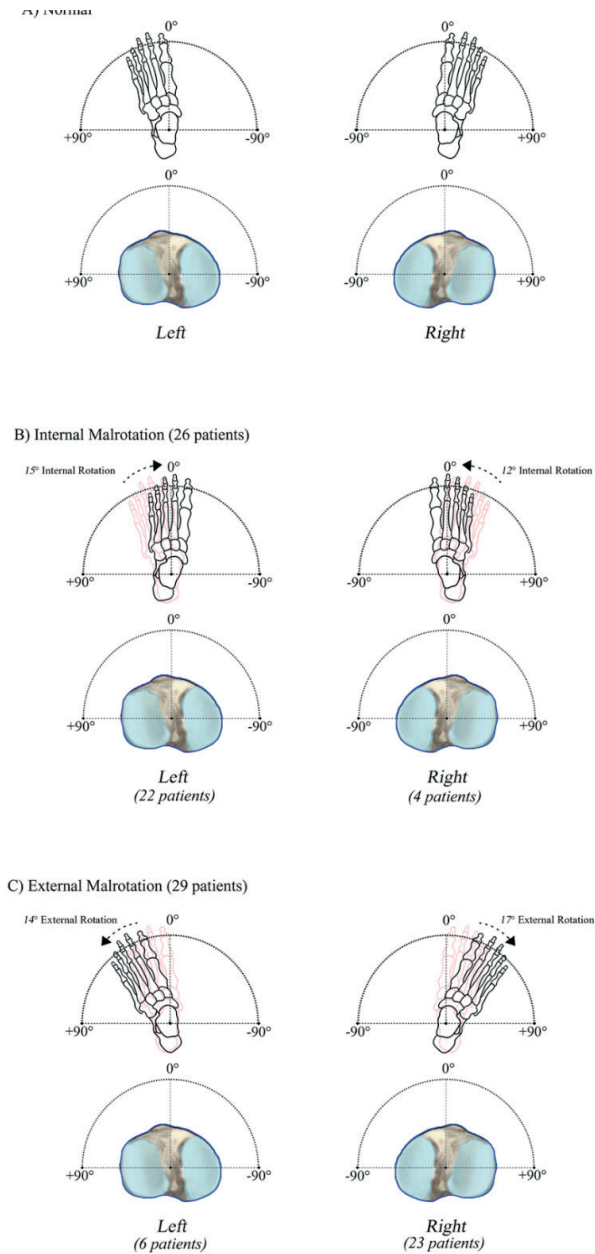 A) Normal
0° 0°
+90° -90° -90° +90°
0° 0°
+90° -90° -90° +90°
Left Right
B) Internal Malrotation (26 patients)
15° Internal Rotation 0° 0° 12° Internal Rotation
+90° -90° -90° +90°
0° 0°
+90° -90° -90° +90°
Left Right
(22 patients) (4 patients)
C) External Malrotation (29 patients)
14° External Rotation 0° 0° 17° External Rotation
+90° -90° -90° +90°
0° 0°
+90° -90° -90° +90°
Left Right
(6 patients) (23 patients)